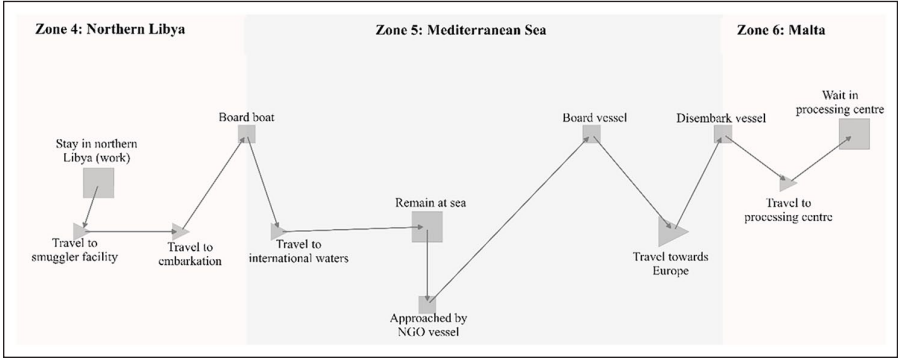 Zone 4: Northern Libya
Zone 5: Mediterranean Sea
Zone 6: Malta
Stay in northern
Libya (work)
Travel to
smuggler facility
Travel to
embarkation
Board boat
Travel to
international waters
Remain at sea
Approached by
NGO vessel
Board vessel
Travel towards
Europe
Disembark vessel
Travel to
processing centre
Wait in
processing centre